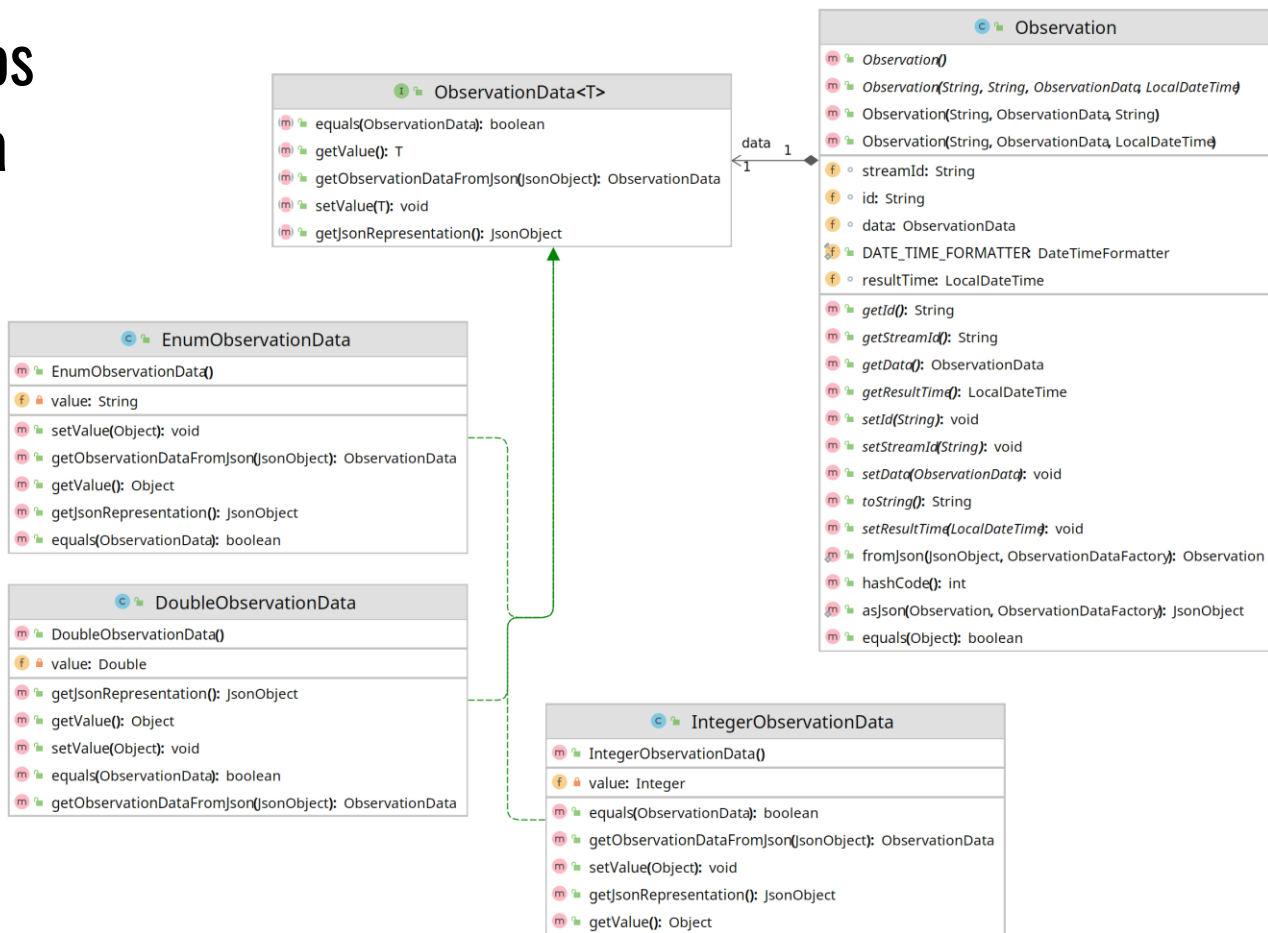 os
a
ObservationData<T>
equals(ObservationData): boolean
getValue(): T
getObservationDataFromJson(JsonObject): ObservationData
setValue(T): void
getJsonRepresentation(): JsonObject
data 1
1
Observation
Observation()
Observation(String, String, ObservationData, LocalDateTime)
Observation(String, ObservationData, String)
Observation(String, ObservationData, LocalDateTime)
streamId: String
id: String
data: ObservationData
DATE_TIME_FORMATTER: DateTimeFormatter
resultTime: LocalDateTime
getId(): String
getStreamId(): String
getData(): ObservationData
getResultTime(): LocalDateTime
setId(String): void
setStreamId(String): void
setData(ObservationData): void
toString(): String
setResultTime(LocalDateTime): void
fromJson(JsonObject, ObservationDataFactory): Observation
hashCode(): int
asJson(Observation, ObservationDataFactory): JsonObject
equals(Object): boolean
EnumObservationData
EnumObservationData()
value: String
setValue(Object): void
getObservationDataFromJson(JsonObject): ObservationData
getValue(): Object
getJsonRepresentation(): JsonObject
equals(ObservationData): boolean
DoubleObservationData
DoubleObservationData()
value: Double
getJsonRepresentation(): JsonObject
getValue(): Object
setValue(Object): void
equals(ObservationData): boolean
getObservationDataFromJson(JsonObject): ObservationData
IntegerObservationData
IntegerObservationData()
value: Integer
equals(ObservationData): boolean
getObservationDataFromJson(JsonObject): ObservationData
setValue(Object): void
getJsonRepresentation(): JsonObject
getValue(): Object